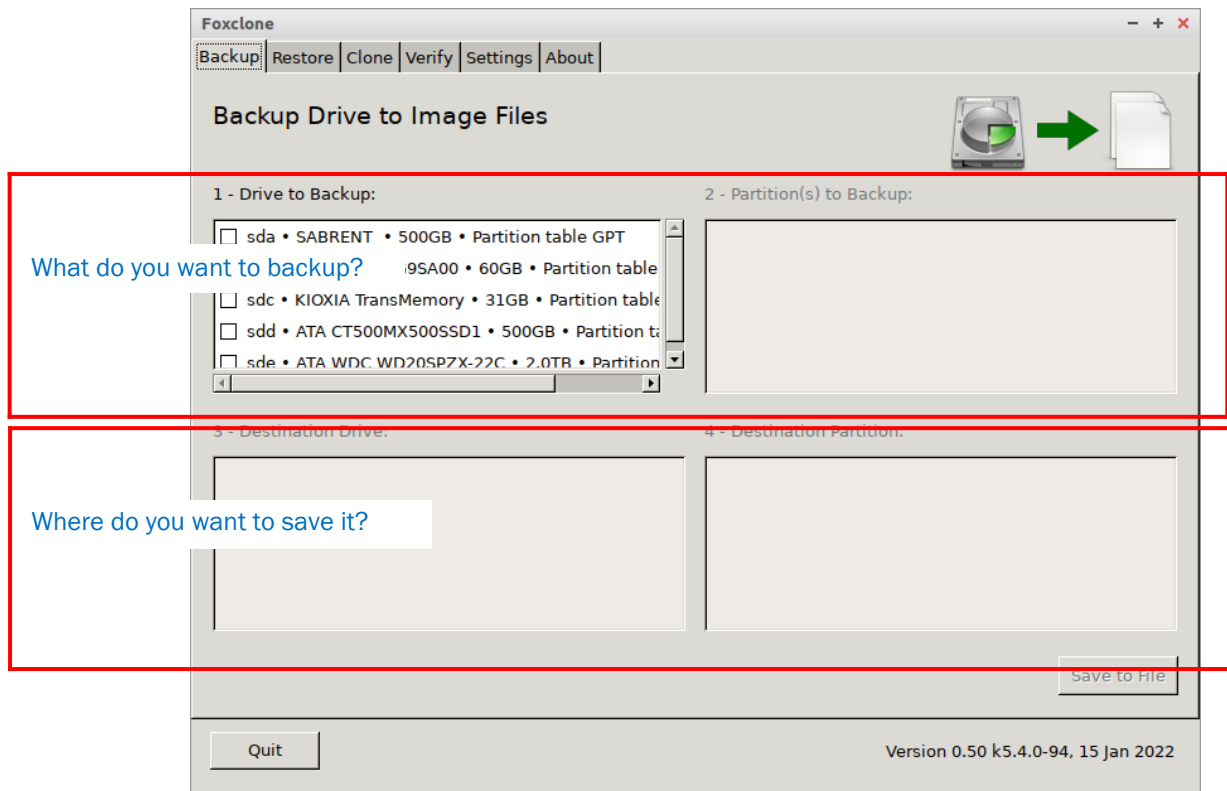 Foxclone
Backup Restore Clone Verify Settings About
Backup Drive to Image Files
1 - Drive to Backup:
2 - Partition(s) to Backup:
sda • SABRENT • 500GB • Partition table GPT
What do you want to backup?
9SA00 • 60GB • Partition table
sdc • KIOXIA TransMemory • 31GB • Partition table
sdd • ATA CT500MX500SSD1 • 500GB • Partition ta
sde • ATA WDC WD20SPZX-22C • 2.0TB • Partition
3 - Destination Drive:
4 - Destination Partition:
Where do you want to save it?
Save to File
Quit
Version 0.50 k5.4.0-94, 15 Jan 2022